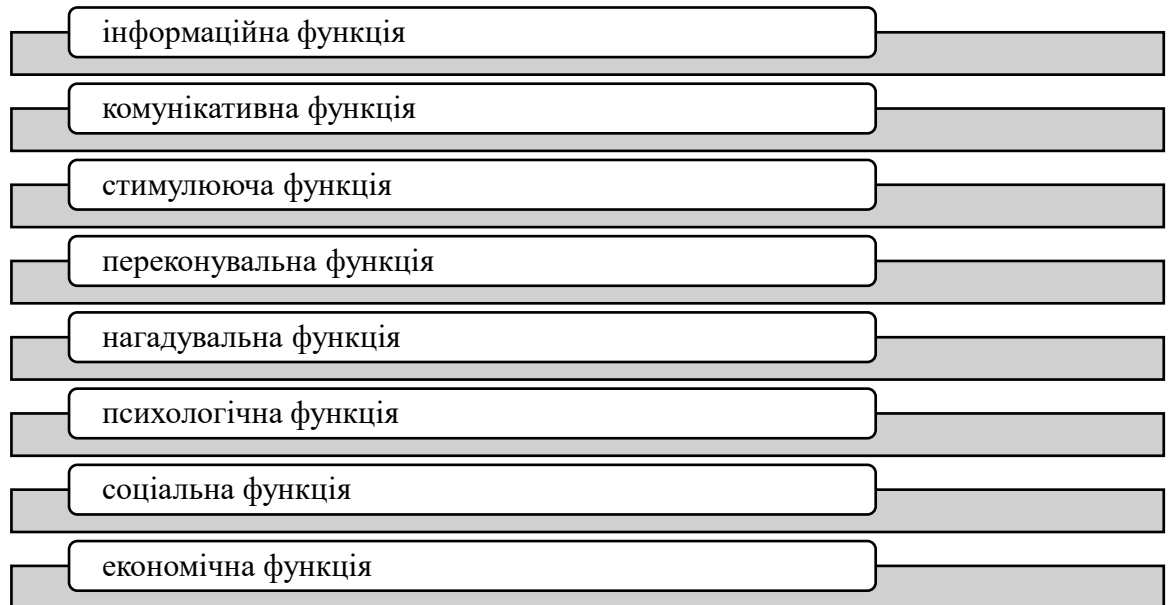 інформаційна функція
комунікативна функція
стимулююча функція
переконувальна функція
нагадувальна функція
психологічна функція
соціальна функція
економічна функція